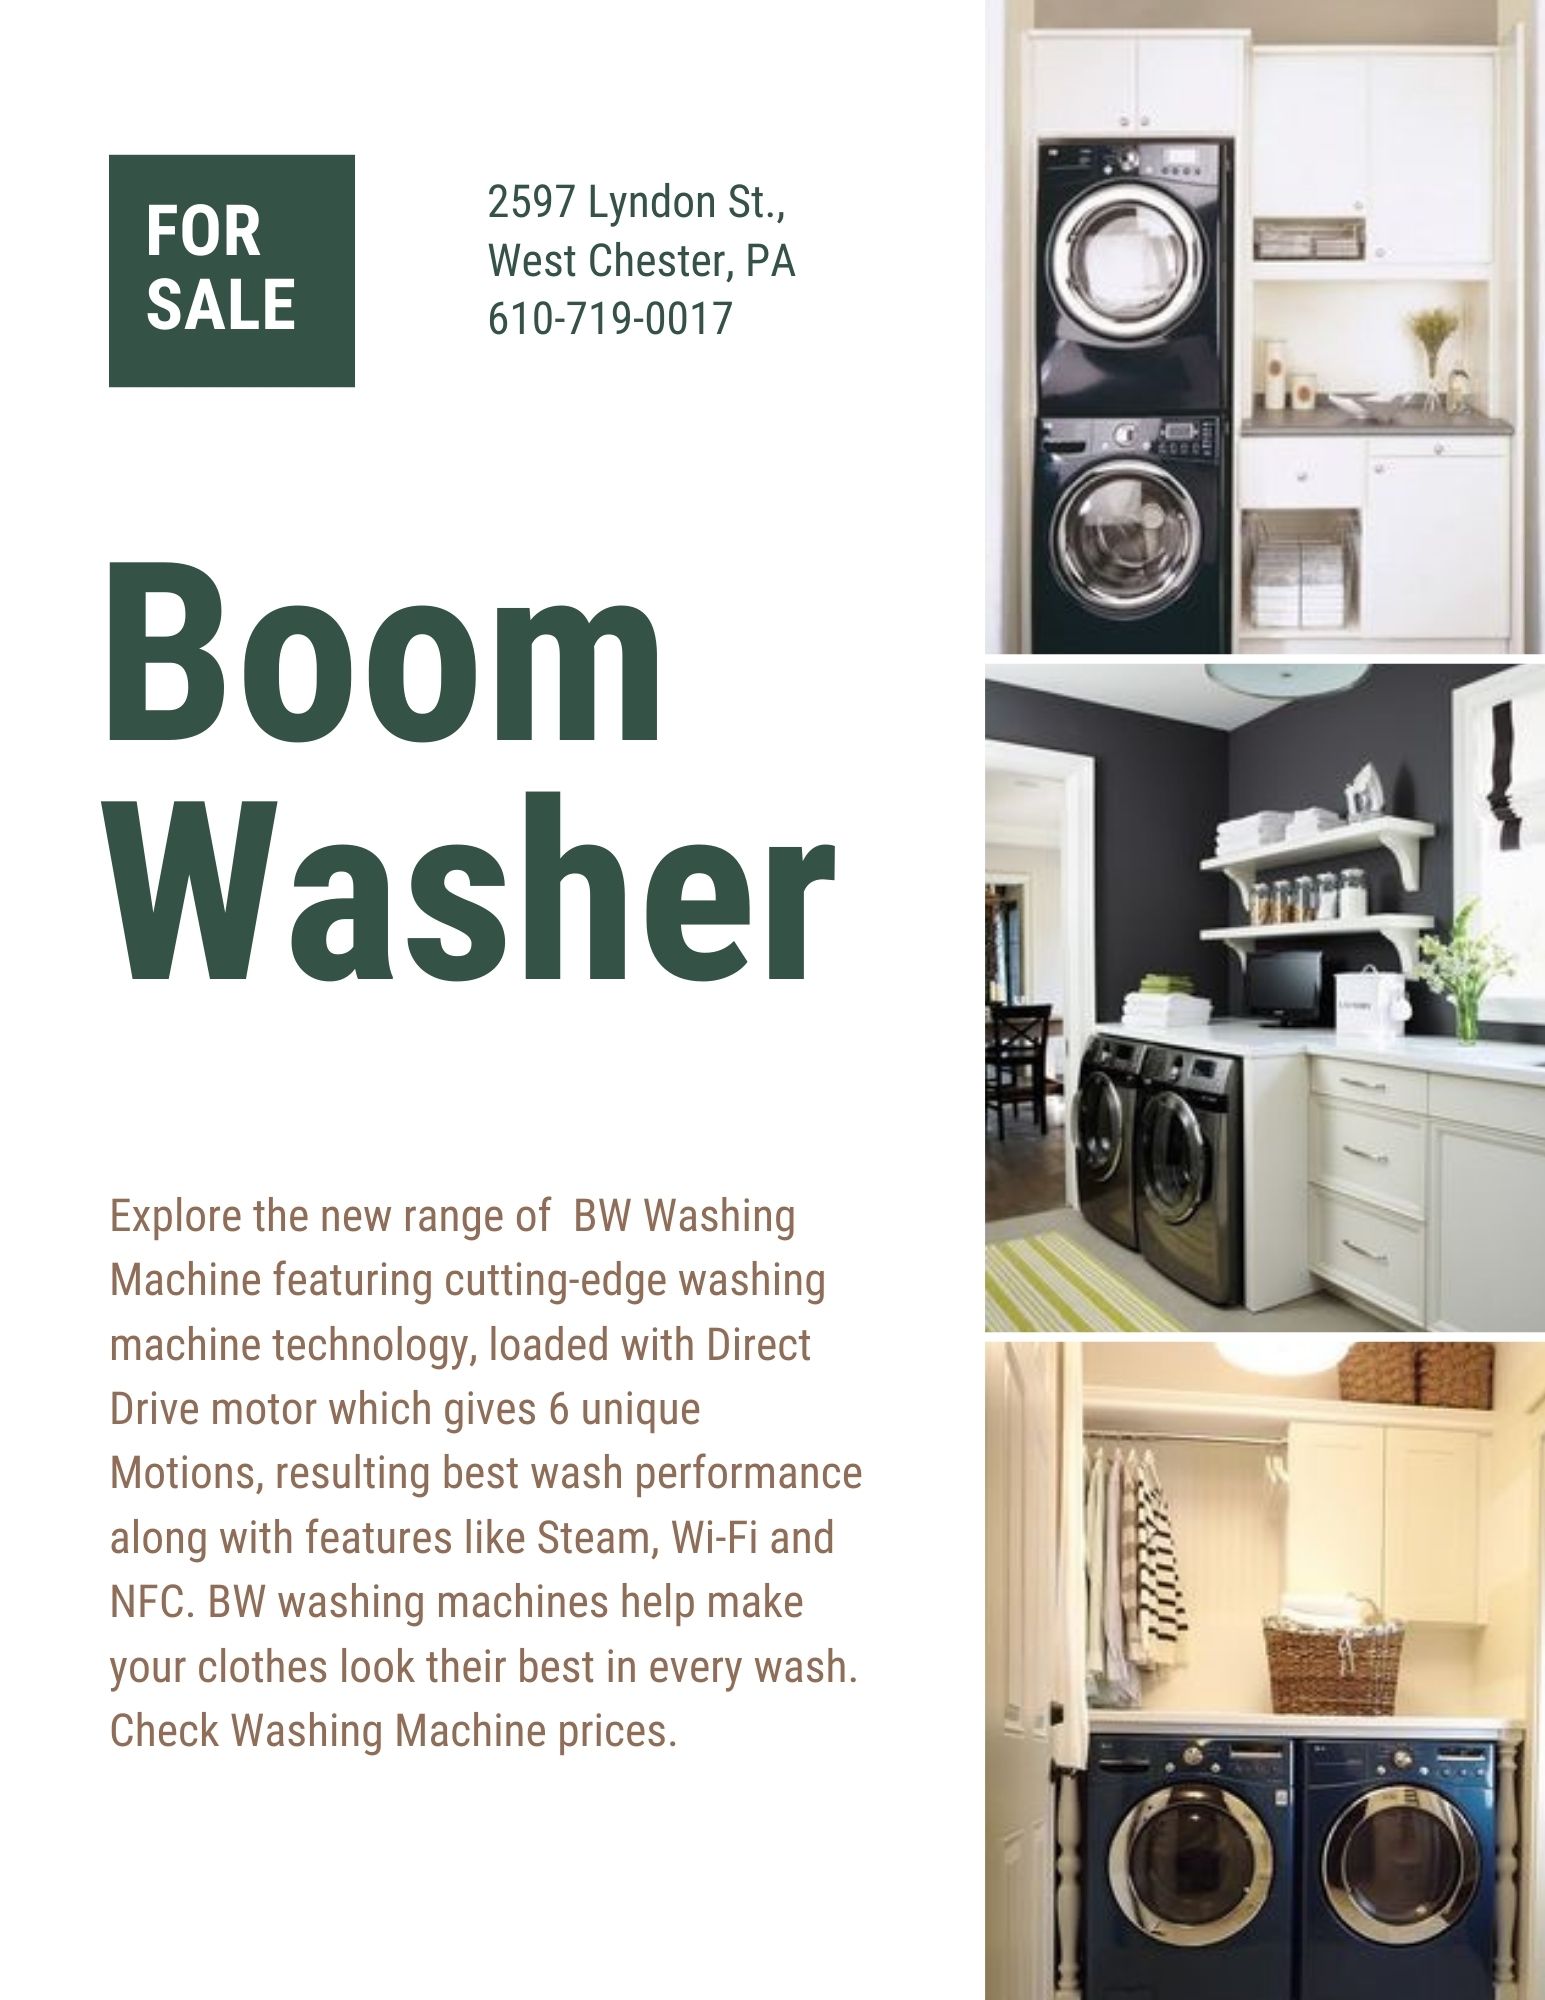 FOR
SALE
2597 Lyndon St.,
West Chester, PA
610-719-0017
Boom
Washer
Explore the new range of  BW Washing
Machine featuring cutting-edge washing
machine technology, loaded with Direct
Drive motor which gives 6 unique
Motions, resulting best wash performance
along with features like Steam, Wi-Fi and
NFC. BW washing machines help make
your clothes look their best in every wash.
Check Washing Machine prices.
LAUNDRY